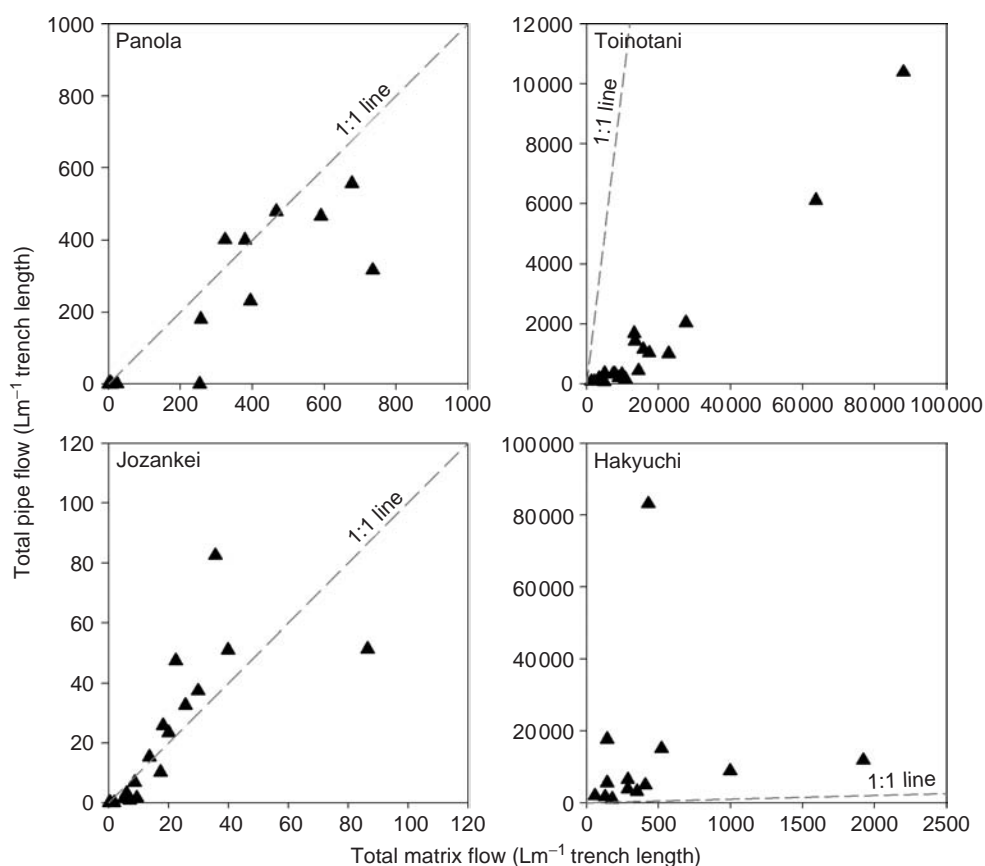 Panola
1000
800
600
400
200
0
0 200 400 600 800 1000
1:1 line
Toinotani
12000
10000
8000
6000
4000
2000
0
0 20000 40000 60000 80000 100000
1:1 line
Jozankei
120
100
80
60
40
20
0
0 20 40 60 80 100 120
1:1 line
Hakyuchi
100000
80000
60000
40000
20000
0
0 500 1000 1500 2000 2500
1:1 line
Total pipe flow (Lm⁻¹ trench length)
Total matrix flow (Lm⁻¹ trench length)